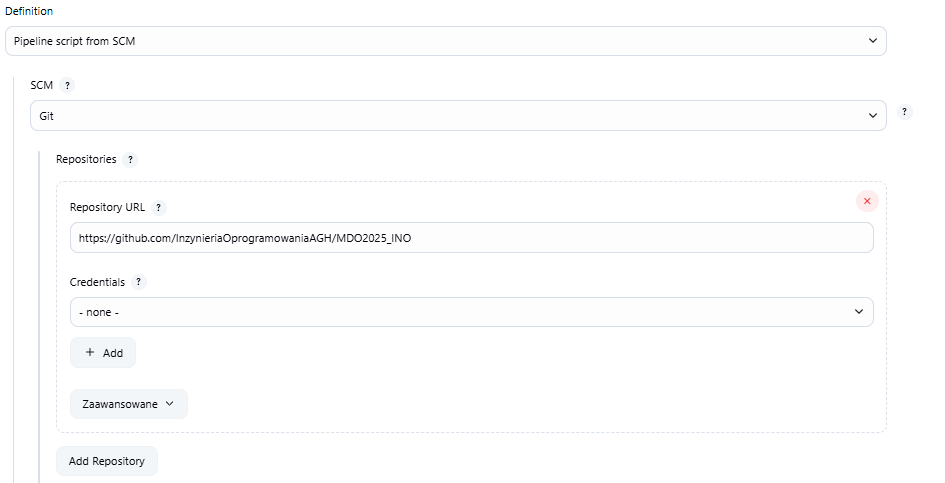 Definition
Pipeline script from SCM
SCM ?
Git
?
Repositories ?
Repository URL ?
https://github.com/InzynieriaOprogramowaniaAGH/MDO2025_INO
Credentials ?
- none -
+ Add
Zaawansowane
Add Repository